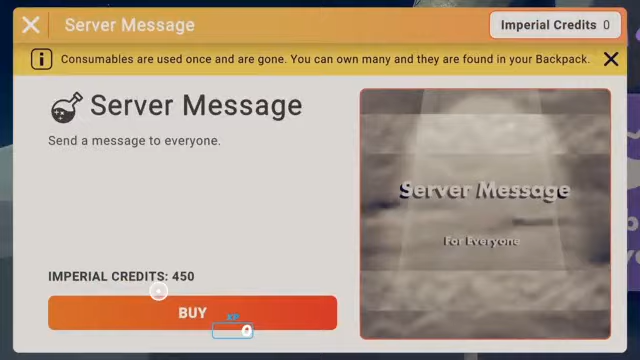 Server Message
Imperial Credits 0
Consumables are used once and are gone. You can own many and they are found in your Backpack.
Server Message
Send a message to everyone.
Server Message
For Everyone
IMPERIAL CREDITS: 450
BUY
XP